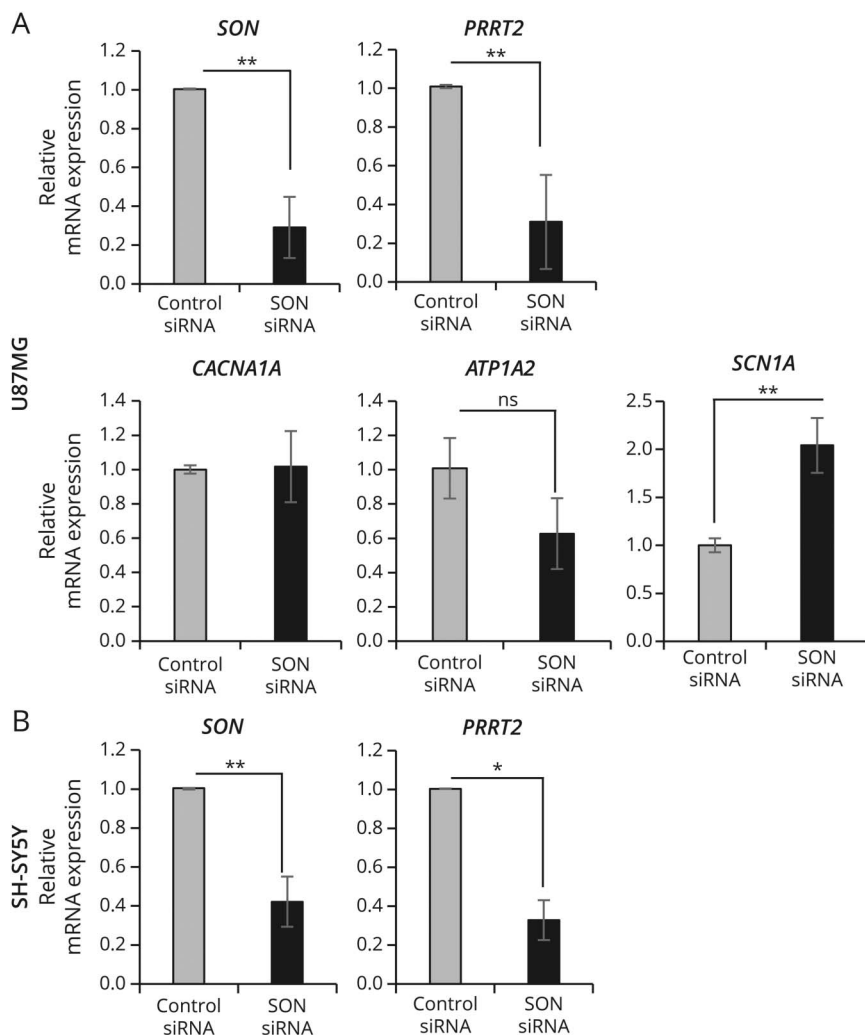 A
SON
PRRT2
Relative
mRNA expression
1.2
1.0
0.8
0.6
0.4
0.2
0.0
**
Control
siRNA
SON
siRNA
1.2
1.0
0.8
0.6
0.4
0.2
0.0
**
Control
siRNA
SON
siRNA
U87MG
CACNA1A
ATP1A2
SCN1A
Relative
mRNA expression
1.4
1.2
1.0
0.8
0.6
0.4
0.2
0.0
Control
siRNA
SON
siRNA
1.4
1.2
1.0
0.8
0.6
0.4
0.2
0.0
ns
Control
siRNA
SON
siRNA
2.5
2.0
1.5
1.0
0.5
0.0
**
Control
siRNA
SON
siRNA
B
SON
PRRT2
SH-SY5Y
Relative
mRNA expression
1.2
1.0
0.8
0.6
0.4
0.2
0.0
**
Control
siRNA
SON
siRNA
1.2
1.0
0.8
0.6
0.4
0.2
0.0
*
Control
siRNA
SON
siRNA